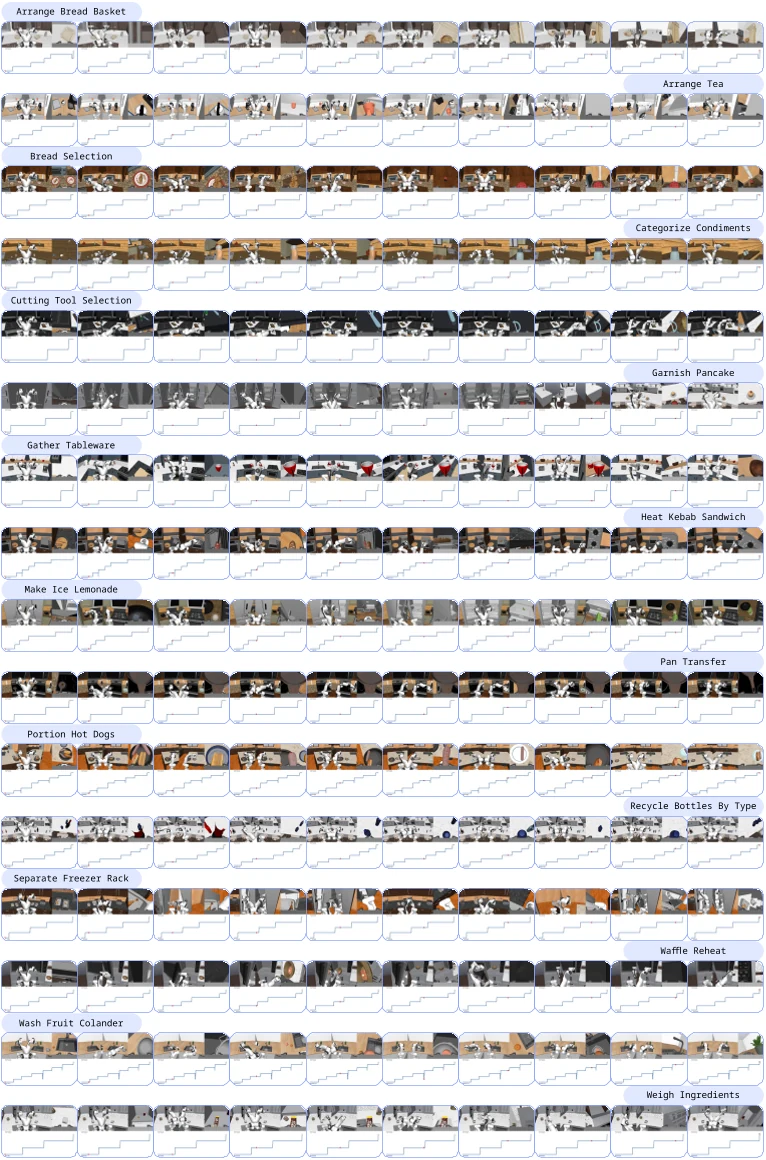 Arrange Bread Basket
Arrange Tea
Bread Selection
Categorize Condiments
Cutting Tool Selection
Garnish Pancake
Gather Tableware
Heat Kebab Sandwich
Make Ice Lemonade
Pan Transfer
Portion Hot Dogs
Recycle Bottles By Type
Separate Freezer Rack
Waffle Reheat
Wash Fruit Colander
Weigh Ingredients